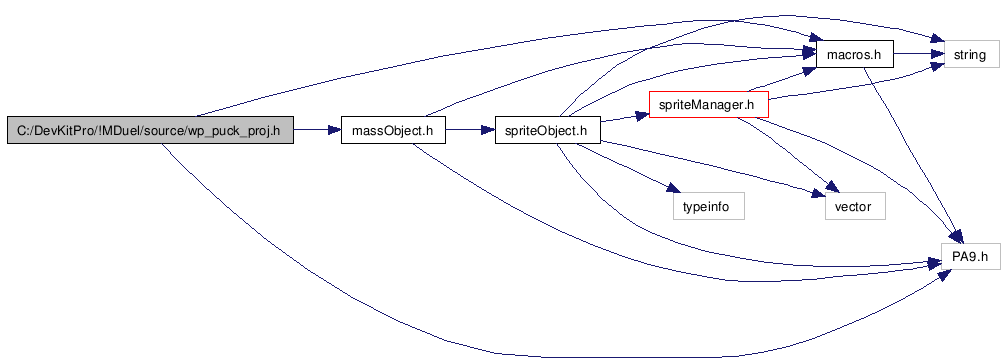 macros.h
string
spriteManager.h
C:/DevKitPro/!MDuel/source/wp_puck_proj.h
massObject.h
spriteObject.h
typeinfo
vector
PA9.h